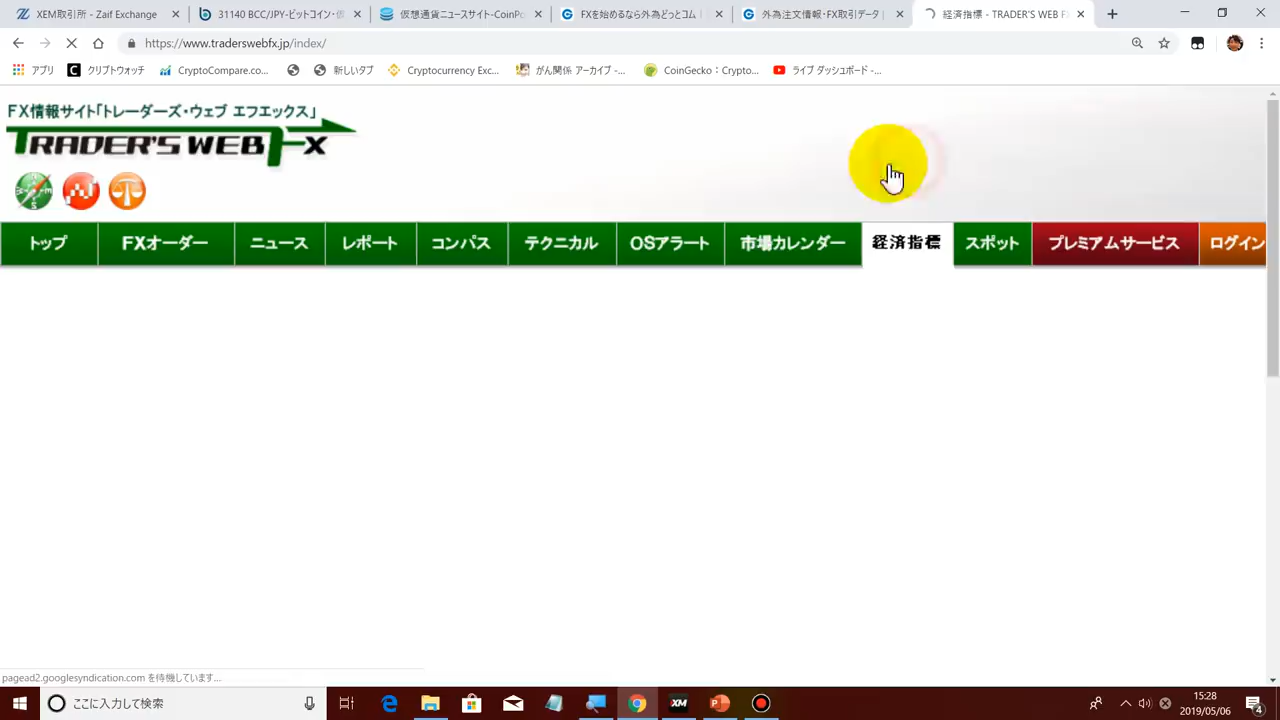 XEM取引所 - Zaif Exchange
31140 BCC/JPY-ビットコイン・仮
仮想通貨ニュースサイト-CoinPo
FXを始めるなら外為どっとコム
外為注文情報・FX取引データ
経済指標 - TRADER'S WEB FX
https://www.traderswebfx.jp/index/
アプリ
クリプトウォッチ
CryptoCompare.co...
新しいタブ
Cryptocurrency Exc...
がん関係 アーカイブ -...
CoinGecko：Crypto...
ライブ ダッシュボード -...
FX情報サイト「トレーダーズ・ウェブ エフエックス」
TRADER'S WEB FX
トップ
FXオーダー
ニュース
レポート
コンパス
テクニカル
OSアラート
市場カレンダー
経済指標
スポット
プレミアムサービス
ログイン
pagead2.googlesyndication.com を待機しています...
ここに入力して検索
XM
15:28
2019/05/06
4